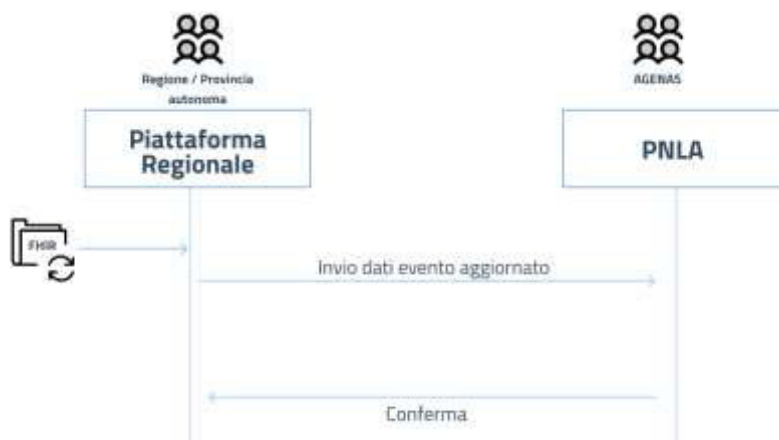 Regione / Provincia
autonoma
AGENAS
Piattaforma
Regionale
PNLA
FHIR
Invio dati evento aggiornato
Conferma